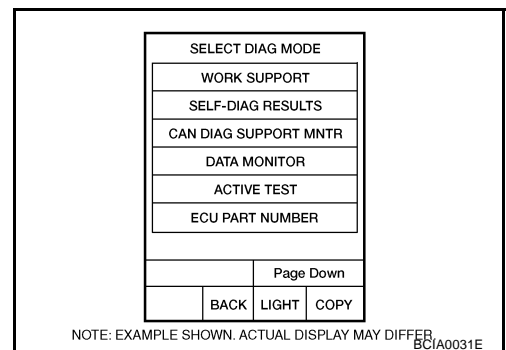 SELECT DIAG MODE
WORK SUPPORT
SELF-DIAG RESULTS
CAN DIAG SUPPORT MNTR
DATA MONITOR
ACTIVE TEST
ECU PART NUMBER
Page Down
BACK LIGHT COPY
NOTE: EXAMPLE SHOWN. ACTUAL DISPLAY MAY DIFFER.
BCIA0031E